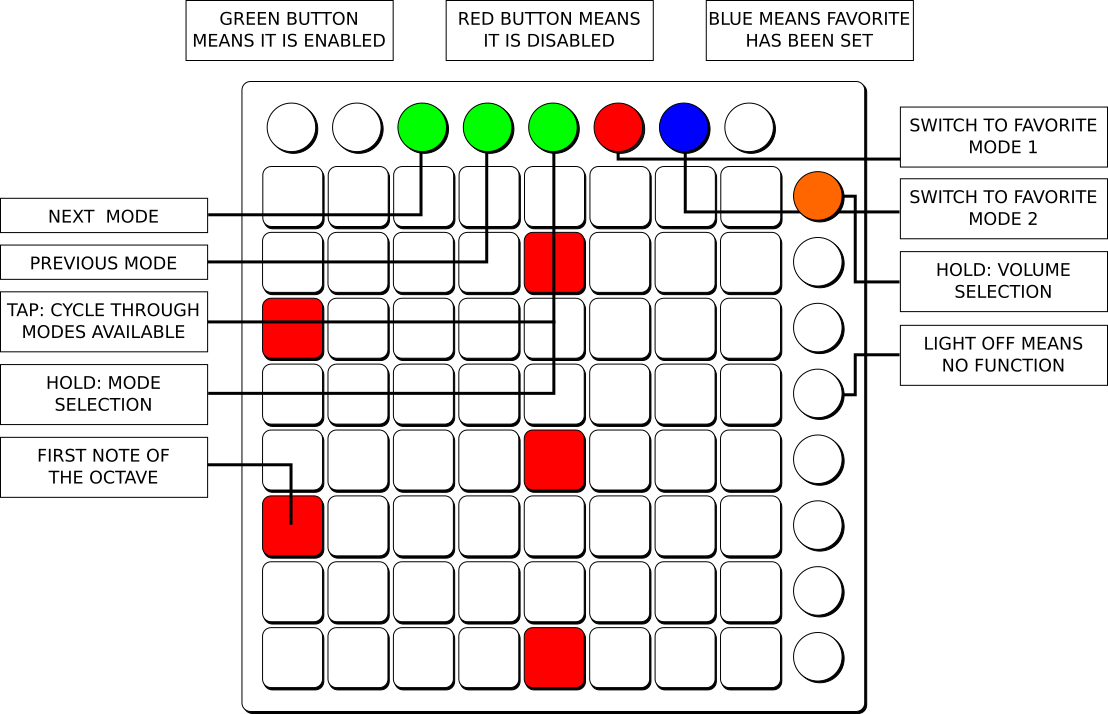 GREEN BUTTON
MEANS IT IS ENABLED
RED BUTTON MEANS
IT IS DISABLED
BLUE MEANS FAVORITE
HAS BEEN SET
NEXT  MODE
PREVIOUS MODE
TAP: CYCLE THROUGH
MODES AVAILABLE
HOLD: MODE
SELECTION
FIRST NOTE OF
THE OCTAVE
SWITCH TO FAVORITE
MODE 1
SWITCH TO FAVORITE
MODE 2
HOLD: VOLUME
SELECTION
LIGHT OFF MEANS
NO FUNCTION